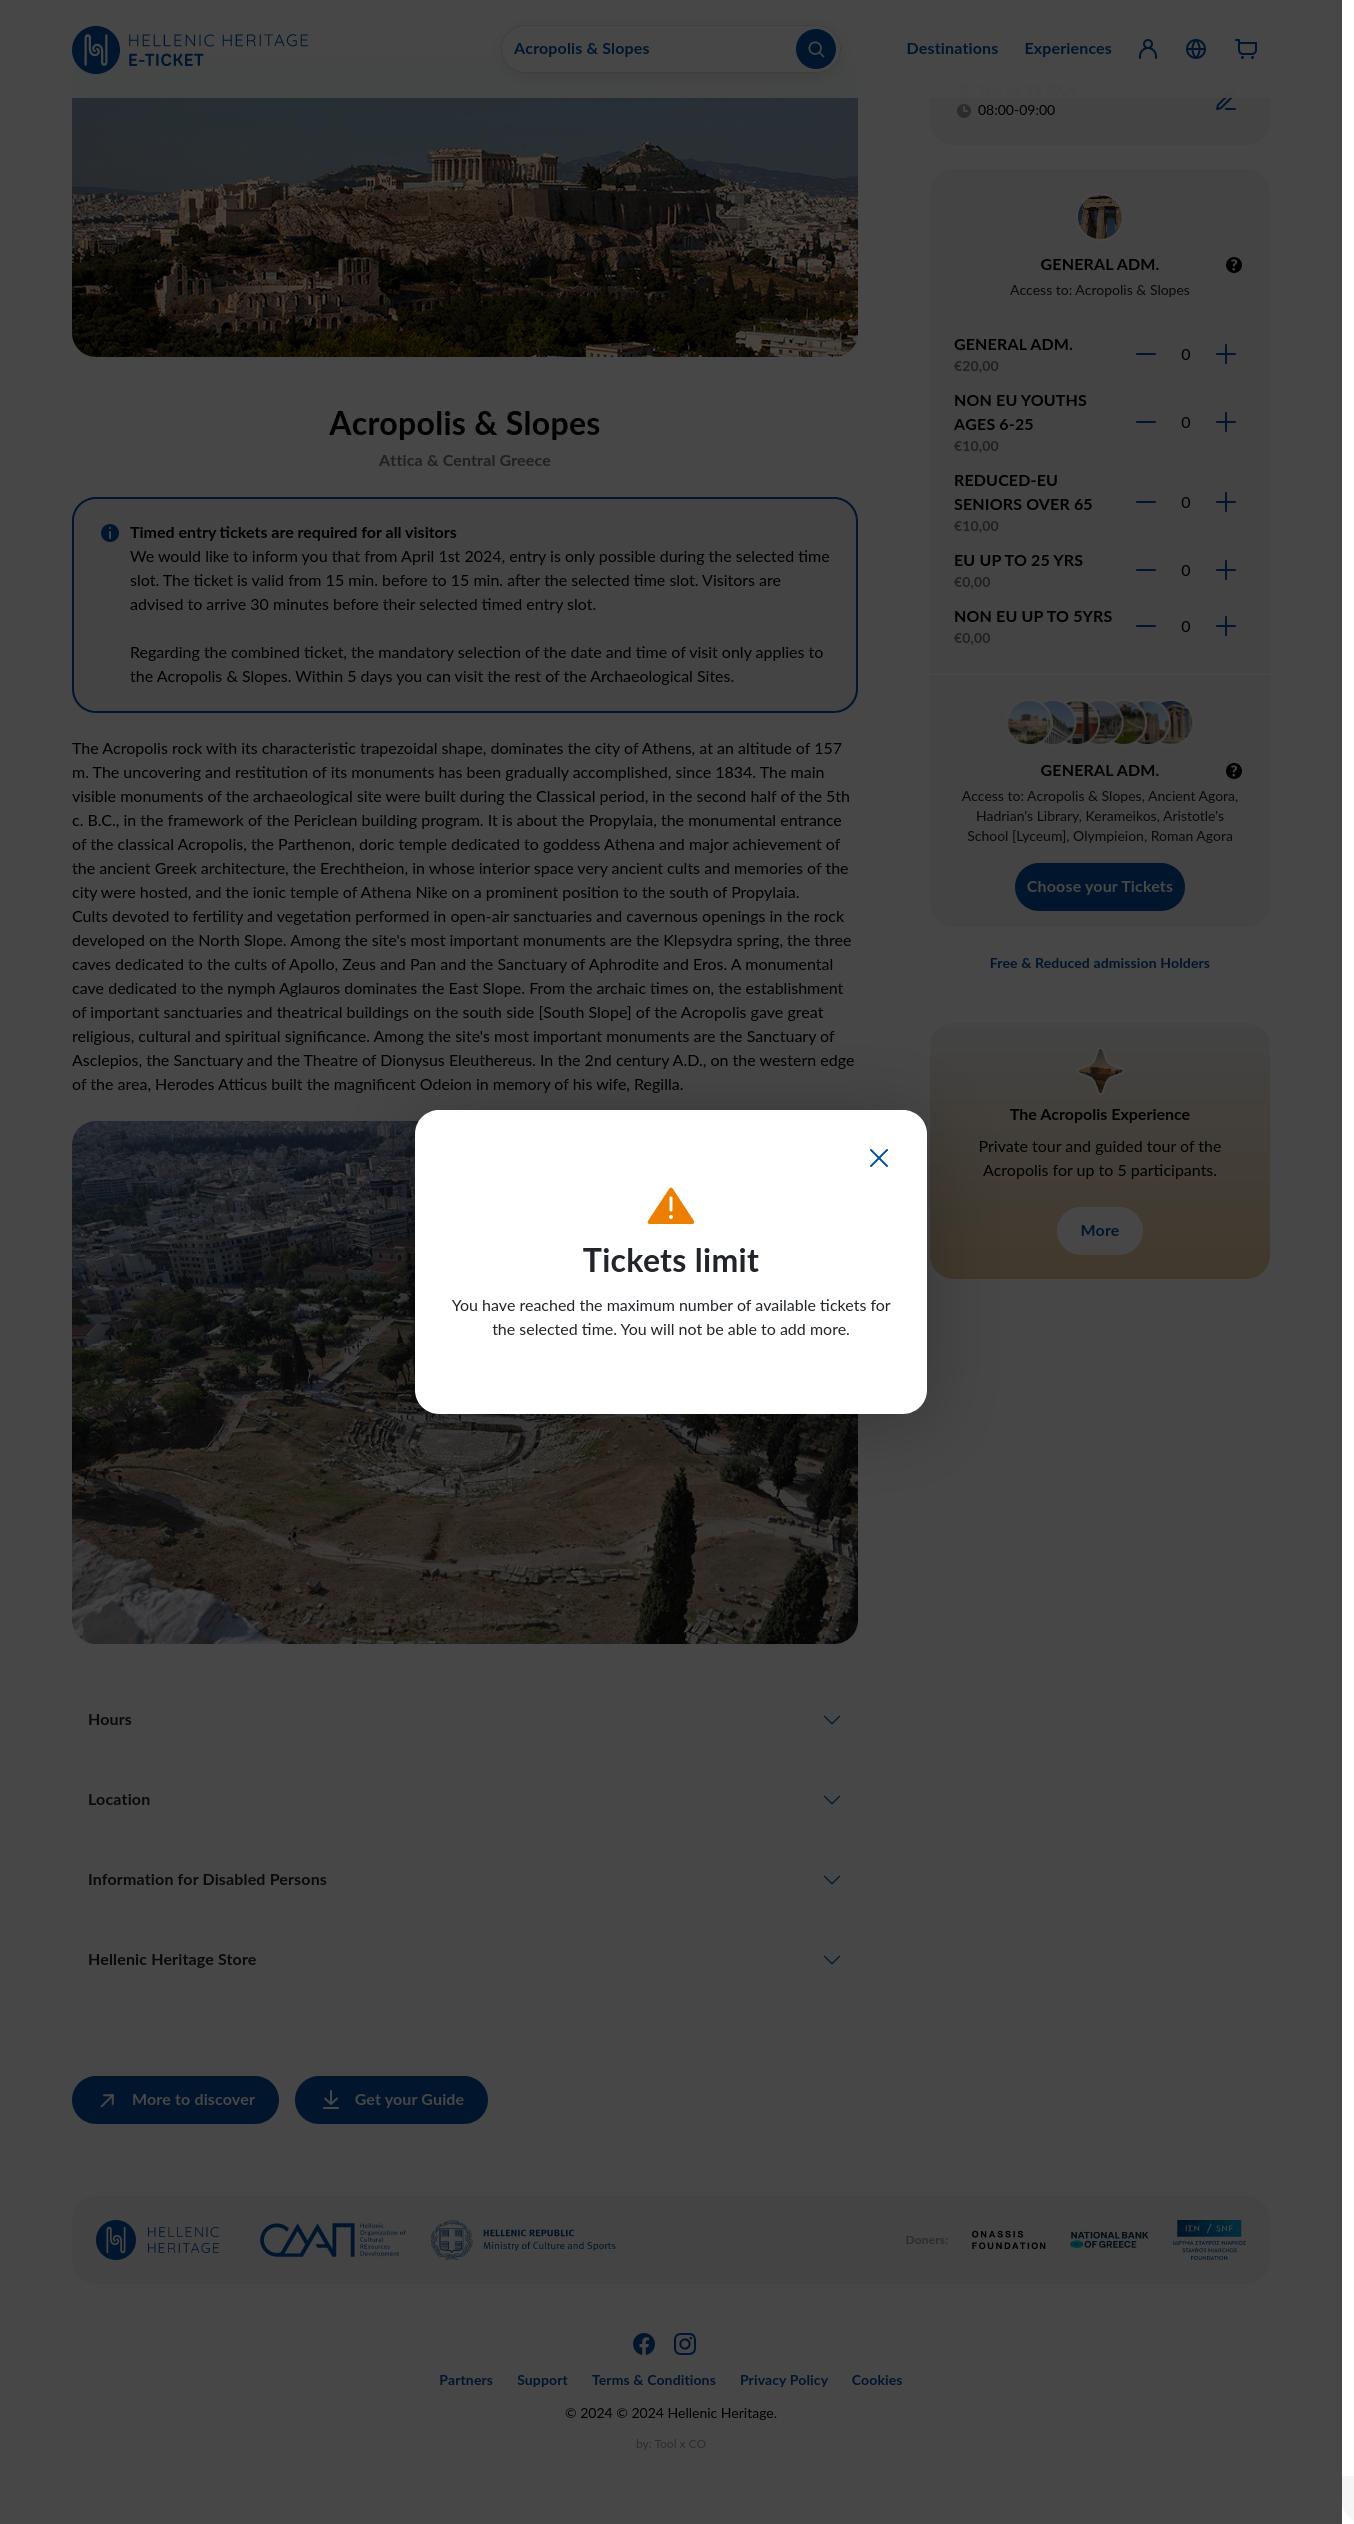 HELLENIC HERITAGE
E-TICKET
Acropolis & Slopes
Destinations
Experiences
08:00-09:00
GENERAL ADM.
Access to: Acropolis & Slopes
GENERAL ADM.
€20,00
0
NON EU YOUTHS
AGES 6-25
€10,00
0
REDUCED-EU
SENIORS OVER 65
€10,00
0
EU UP TO 25 YRS
€0,00
0
NON EU UP TO 5YRS
€0,00
0
GENERAL ADM.
Access to: Acropolis & Slopes, Ancient Agora,
Hadrian's Library, Kerameikos, Aristotle's
School [Lyceum], Olympieion, Roman Agora
Choose your Tickets
Free & Reduced admission Holders
The Acropolis Experience
Private tour and guided tour of the
Acropolis for up to 5 participants.
More
Acropolis & Slopes
Attica & Central Greece
Timed entry tickets are required for all visitors
We would like to inform you that from April 1st 2024, entry is only possible during the selected time
slot. The ticket is valid from 15 min. before to 15 min. after the selected time slot. Visitors are
advised to arrive 30 minutes before their selected timed entry slot.
Regarding the combined ticket, the mandatory selection of the date and time of visit only applies to
the Acropolis & Slopes. Within 5 days you can visit the rest of the Archaeological Sites.
The Acropolis rock with its characteristic trapezoidal shape, dominates the city of Athens, at an altitude of 157
m. The uncovering and restitution of its monuments has been gradually accomplished, since 1834. The main
visible monuments of the archaeological site were built during the Classical period, in the second half of the 5th
c. B.C., in the framework of the Periclean building program. It is about the Propylaia, the monumental entrance
of the classical Acropolis, the Parthenon, doric temple dedicated to goddess Athena and major achievement of
the ancient Greek architecture, the Erechtheion, in whose interior space very ancient cults and memories of the
city were hosted, and the ionic temple of Athena Nike on a prominent position to the south of Propylaia.
Cults devoted to fertility and vegetation performed in open-air sanctuaries and cavernous openings in the rock
developed on the North Slope. Among the site's most important monuments are the Klepsydra spring, the three
caves dedicated to the cults of Apollo, Zeus and Pan and the Sanctuary of Aphrodite and Eros. A monumental
cave dedicated to the nymph Aglauros dominates the East Slope. From the archaic times on, the establishment
of important sanctuaries and theatrical buildings on the south side [South Slope] of the Acropolis gave great
religious, cultural and spiritual significance. Among the site's most important monuments are the Sanctuary of
Asclepios, the Sanctuary and the Theatre of Dionysus Eleuthereus. In the 2nd century A.D., on the western edge
of the area, Herodes Atticus built the magnificent Odeion in memory of his wife, Regilla.
Tickets limit
You have reached the maximum number of available tickets for
the selected time. You will not be able to add more.
Hours
Location
Information for Disabled Persons
Hellenic Heritage Store
More to discover
Get your Guide
HELLENIC
HERITAGE
Hellenic
Organization of
Cultural
REsources
Development
HELLENIC REPUBLIC
Ministry of Culture and Sports
Doners:
ONASSIS
FOUNDATION
NATIONAL BANK
OF GREECE
ΙΣΝ / SNF
ΙΔΡΥΜΑ ΣΤΑΥΡΟΣ ΝΙΑΡΧΟΣ
STAVROS NIARCHOS
FOUNDATION
Partners
Support
Terms & Conditions
Privacy Policy
Cookies
© 2024 © 2024 Hellenic Heritage.
by: Tool x CO